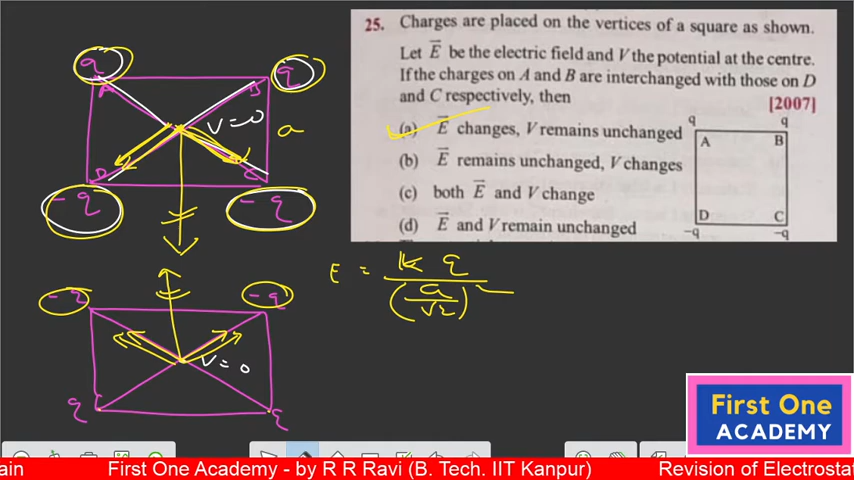 25. Charges are placed on the vertices of a square as shown.
Let E be the electric field and V the potential at the centre.
If the charges on A and B are interchanged with those on D
and C respectively, then
[2007]
(a) E changes, V remains unchanged
(b) E remains unchanged, V changes
(c) both E and V change
(d) E and V remain unchanged
q q
A B
D C
-q -q
q q
A B
V=0
a
D C
-q -q
E = k q
(a/√2)²
-q -q
V=0
q q
First One
ACADEMY
ain First One Academy - by R R Ravi (B. Tech. IIT Kanpur) Revision of Electrosta